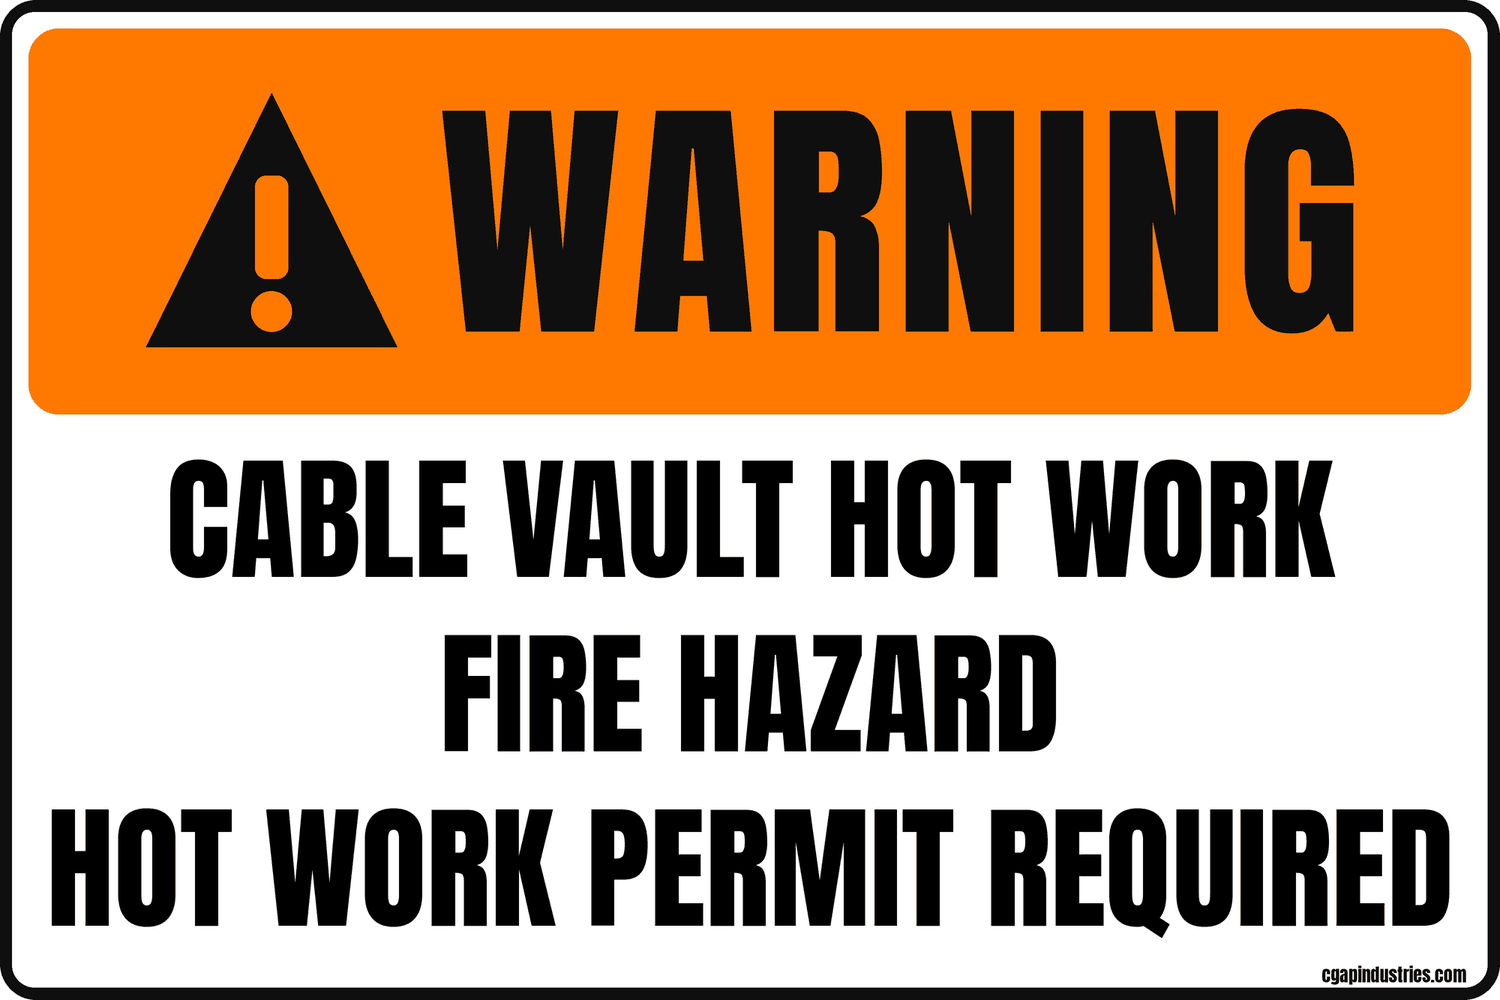 WARNING
CABLE VAULT HOT WORK
FIRE HAZARD
HOT WORK PERMIT REQUIRED
cgapindustries.com